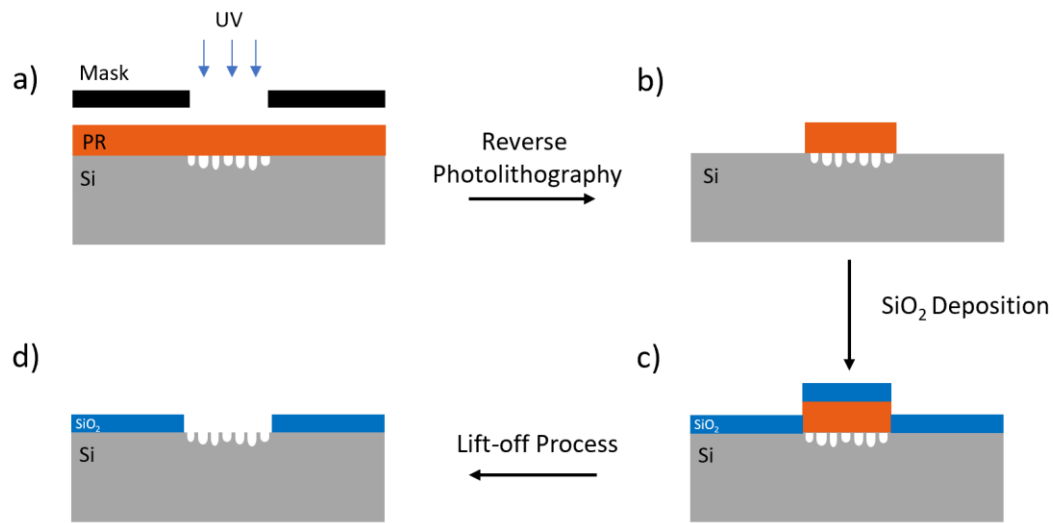 a)
UV
Mask
PR
Si
Reverse
Photolithography
b)
Si
SiO₂ Deposition
c)
SiO₂
Si
Lift-off Process
d)
SiO₂
Si